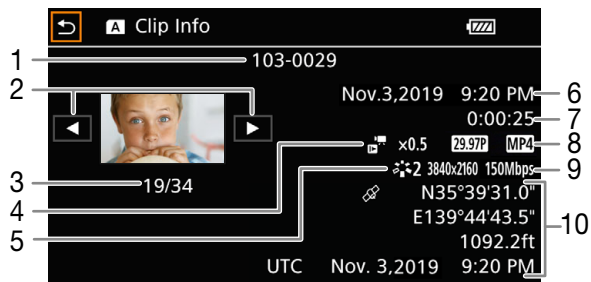 A Clip Info
1 103-0029
2 Nov.3,2019 9:20 PM 6
0:00:25 7
×0.5 29.97P MP4 8
2 3840x2160 150Mbps 9
3 19/34
4 N35°39'31.0"
E139°44'43.5" 10
5 1092.2ft
UTC Nov. 3,2019 9:20 PM